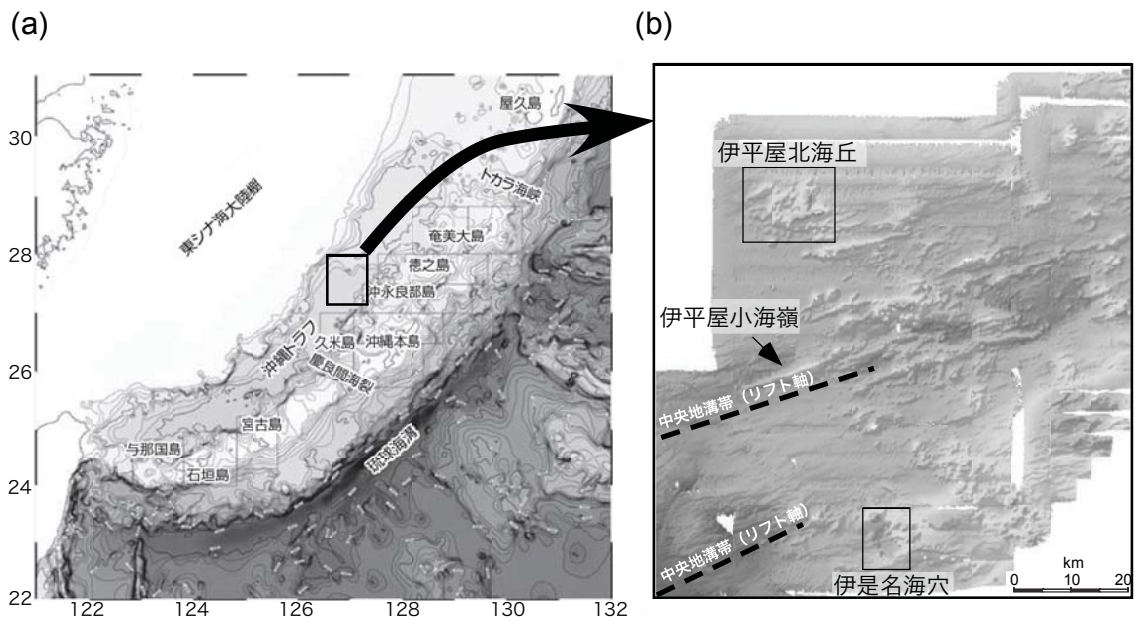 (a)
(b)
屋久島
トカラ海峡
東シナ海大陸棚
奄美大島
徳之島
沖永良部島
沖縄トラフ
久米島
沖縄本島
慶良間海裂
宮古島
与那国島
石垣島
琉球海溝
30
28
26
24
22
122
124
126
128
130
132
伊平屋北海丘
伊平屋小海嶺
中央地溝帯（リフト軸）
中央地溝帯（リフト軸）
伊是名海穴
km
0 10 20